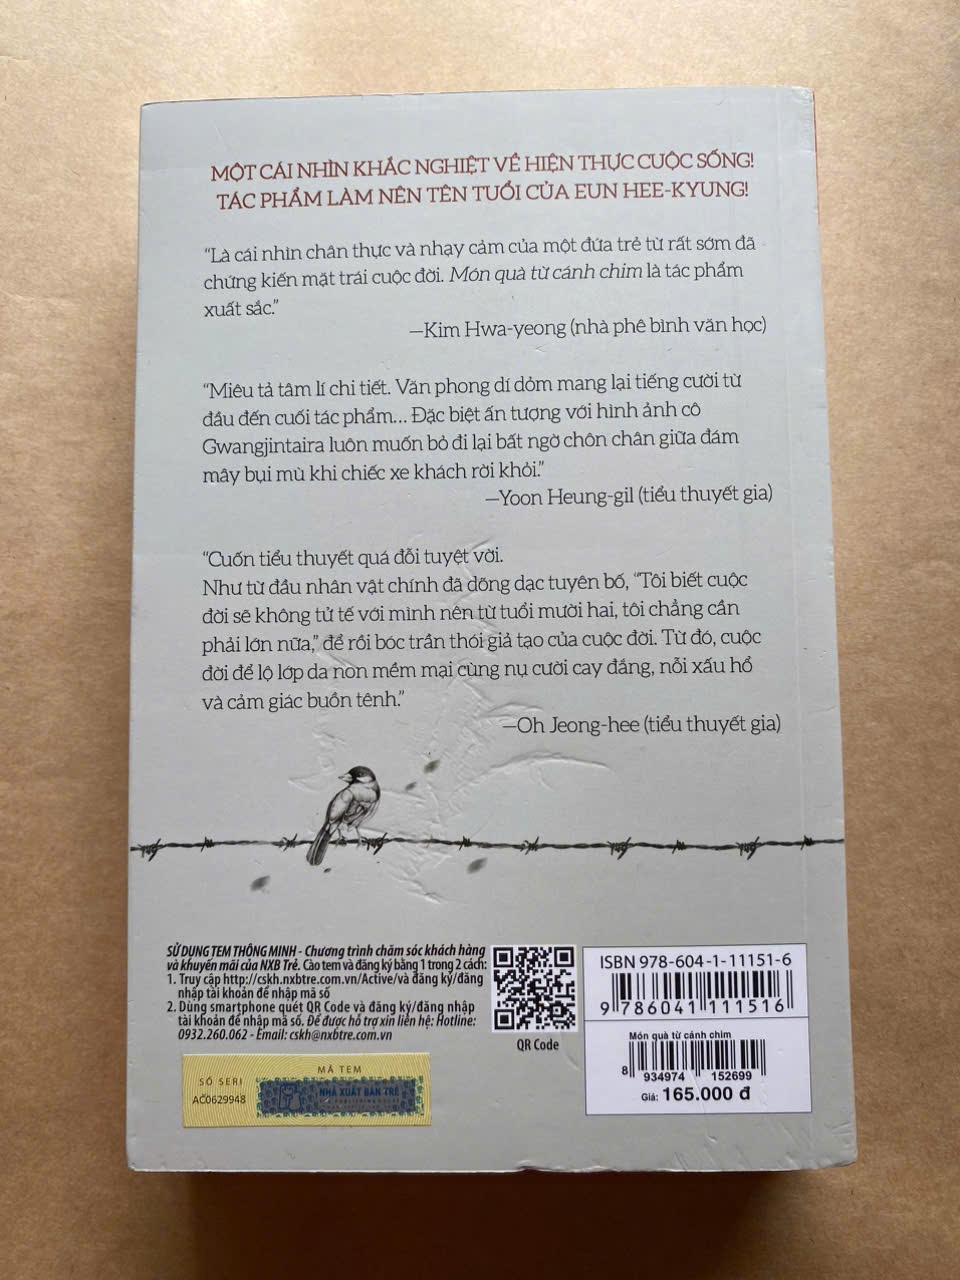 MỘT CÁI NHÌN KHẮC NGHIỆT VỀ HIỆN THỰC CUỘC SỐNG!
TÁC PHẨM LÀM NÊN TÊN TUỔI CỦA EUN HEE-KYUNG!
“Là cái nhìn chân thực và nhạy cảm của một đứa trẻ từ rất sớm đã
chứng kiến mặt trái cuộc đời. Món quà từ cánh chim là tác phẩm
xuất sắc.”
—Kim Hwa-yeong (nhà phê bình văn học)
“Miêu tả tâm lí chi tiết. Văn phong dí dỏm mang lại tiếng cười từ
đầu đến cuối tác phẩm... Đặc biệt ấn tượng với hình ảnh cô
Gwangjintaira luôn muốn bỏ đi lại bất ngờ chôn chân giữa đám
mây bụi mù khi chiếc xe khách rời khỏi.”
—Yoon Heung-gil (tiểu thuyết gia)
“Cuốn tiểu thuyết quá đỗi tuyệt vời.
Như từ đầu nhân vật chính đã dõng dạc tuyên bố, “Tôi biết cuộc
đời sẽ không tử tế với mình nên từ tuổi mười hai, tôi chẳng cần
phải lớn nữa,” để rồi bóc trần thói giả tạo của cuộc đời. Từ đó, cuộc
đời để lộ lớp da non mềm mại cùng nụ cười cay đắng, nỗi xấu hổ
và cảm giác buồn tênh.”
—Oh Jeong-hee (tiểu thuyết gia)
SỬ DỤNG TEM THÔNG MINH - Chương trình chăm sóc khách hàng
và khuyến mãi của NXB Trẻ. Cào tem và đăng ký bằng 1 trong 2 cách:
1. Truy cập http://cskh.nxbtre.com.vn/Active/và đăng ký/đăng
nhập tài khoản để nhập mã số
2. Dùng smartphone quét QR Code và đăng ký/đăng nhập
tài khoản để nhập mã số. Để được hỗ trợ xin liên hệ: Hotline:
0932.260.062 - Email: cskh@nxbtre.com.vn
QR Code
SỐ SERI
AC0629948
MÃ TEM
NHÀ XUẤT BẢN TRẺ
ISBN 978-604-1-11151-6
9 786041 111516
Món quà từ cánh chim
8 934974 152699
Giá: 165.000 đ